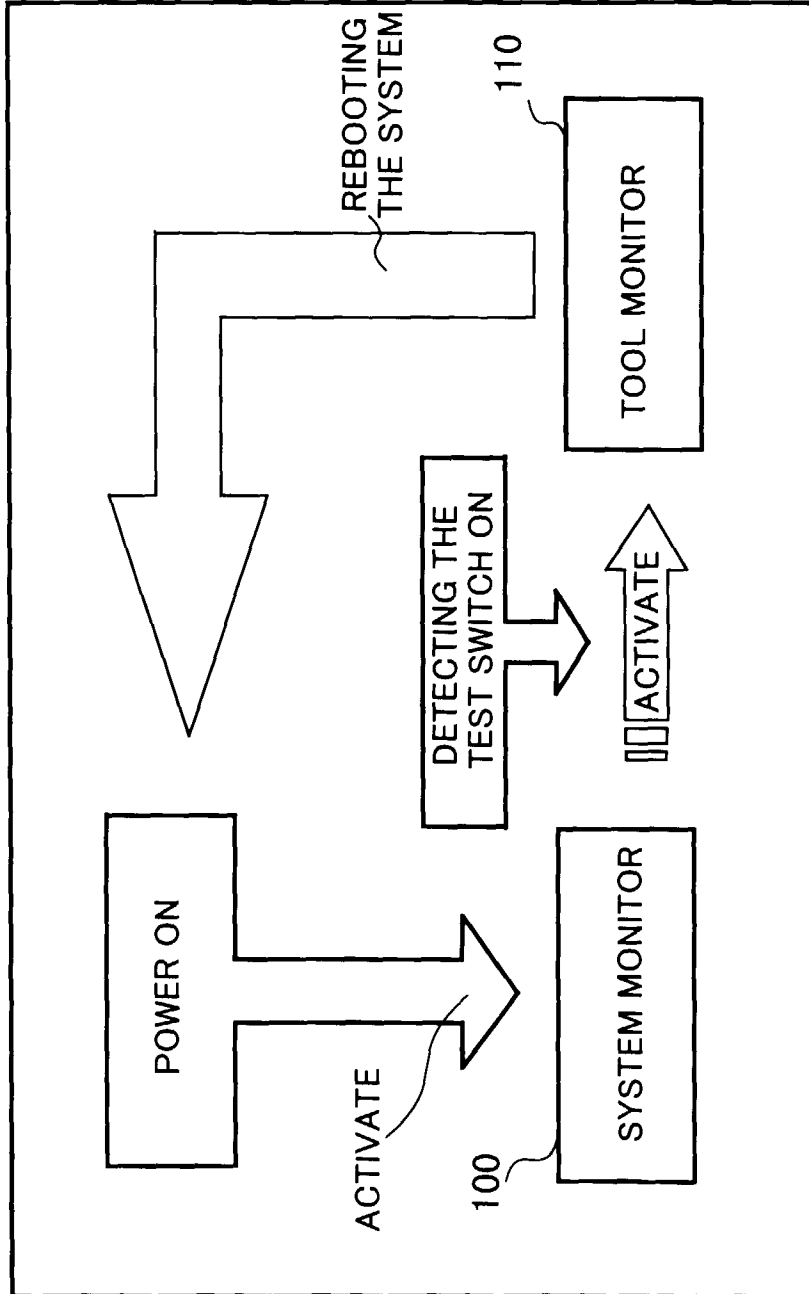 POWER ON
REBOOTING
THE SYSTEM
ACTIVATE
DETECTING THE
TEST SWITCH ON
100
SYSTEM MONITOR
ACTIVATE
TOOL MONITOR
110